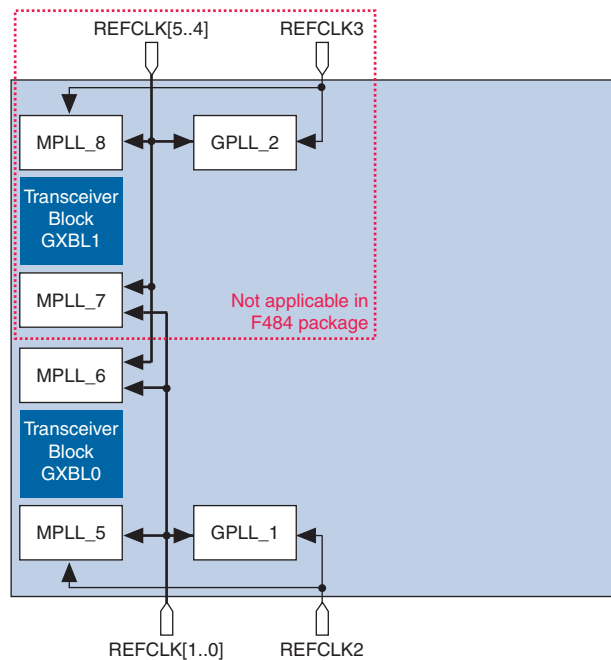 REFCLK[5..4]
REFCLK3
MPLL_8
GPLL_2
Transceiver
Block
GXBL1
MPLL_7
Not applicable in
F484 package
MPLL_6
Transceiver
Block
GXBL0
MPLL_5
GPLL_1
REFCLK[1..0]
REFCLK2